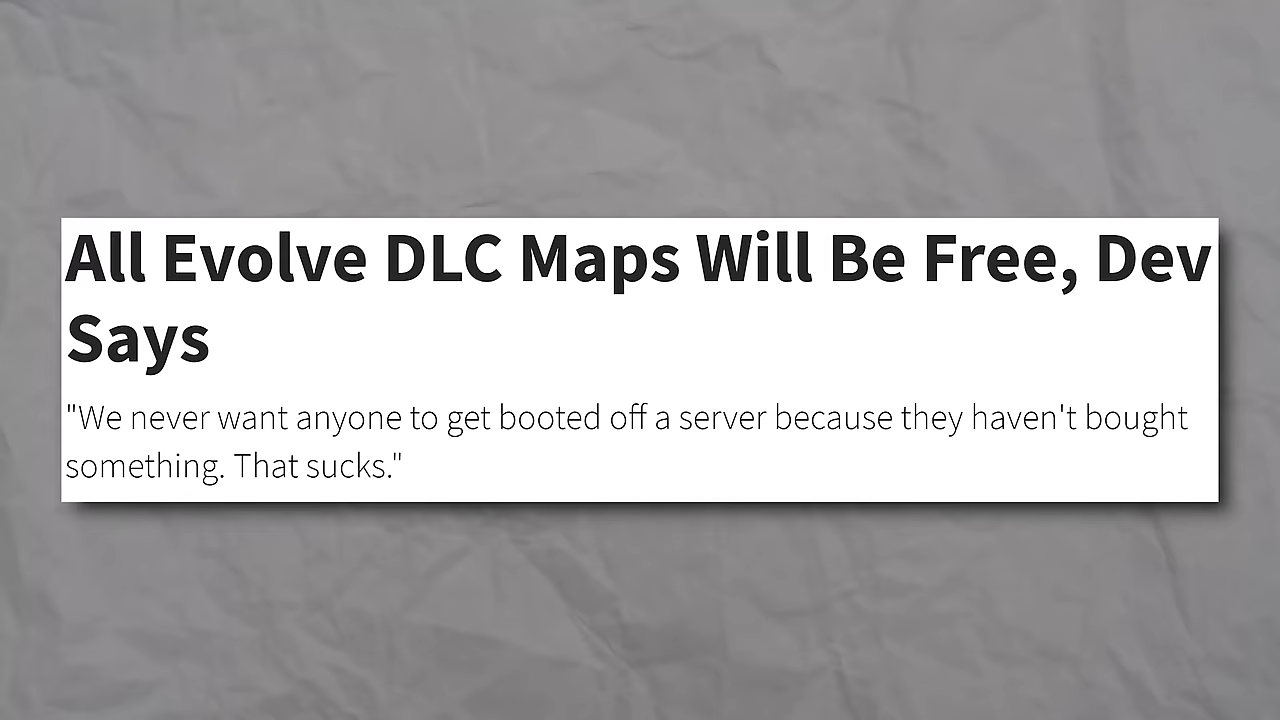 All Evolve DLC Maps Will Be Free, Dev
Says
"We never want anyone to get booted off a server because they haven't bought
something. That sucks."